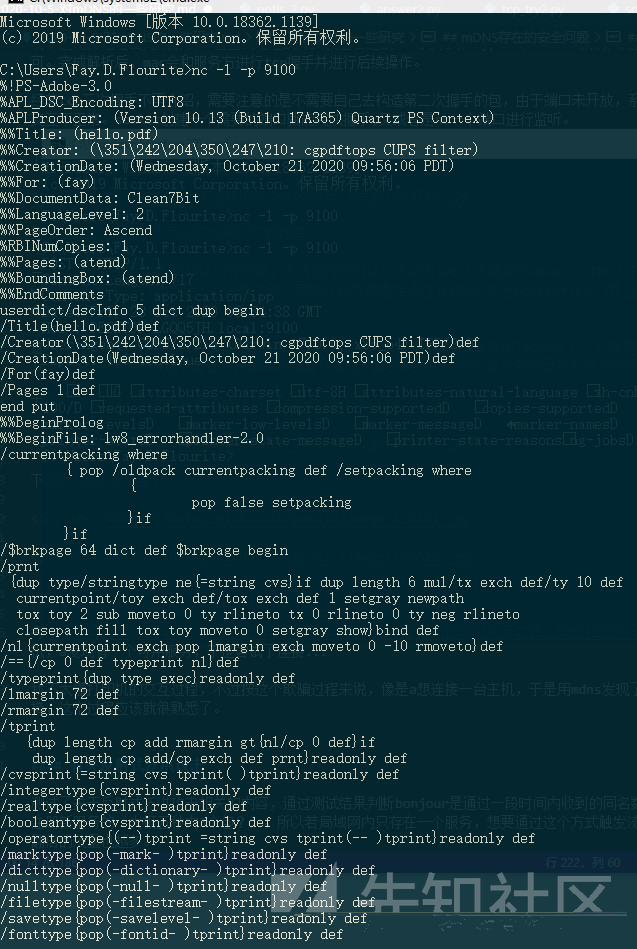 Microsoft Windows [版本 10.0.18362.1139]
(c) 2019 Microsoft Corporation。保留所有权利。
C:\Users\Fay.D.Flourite>nc -l -p 9100
%!PS-Adobe-3.0
%APL_DSC_Encoding: UTF8
%APLProducer: (Version 10.13 (Build 17A365) Quartz PS Context)
%%Title: (hello.pdf)
%%Creator: (\351\242\204\350\247\210: cgpdftops CUPS filter)
%%CreationDate: (Wednesday, October 21 2020 09:56:06 PDT)
%%For: (fay)
%%DocumentData: Clean7Bit
%%LanguageLevel: 2
%%PageOrder: Ascend
%RBINumCopies: 1
%%Pages: (atend)
%%BoundingBox: (atend)
%%EndComments
userdict/dscInfo 5 dict dup begin
/Title(hello.pdf)def
/Creator(\351\242\204\350\247\210: cgpdftops CUPS filter)def
/CreationDate(Wednesday, October 21 2020 09:56:06 PDT)def
/For(fay)def
/Pages 1 def
end put
%%BeginProlog
%%BeginFile: lw8_errorhandler-2.0
/currentpacking where
{ pop /oldpack currentpacking def /setpacking where
{
pop false setpacking
}if
}if
/$brkpage 64 dict def $brkpage begin
/prnt
{dup type/stringtype ne{=string cvs}if dup length 6 mul/tx exch def/ty 10 def
currentpoint/toy exch def/tox exch def 1 setgray newpath
tox toy 2 sub moveto 0 ty rlineto tx 0 rlineto 0 ty neg rlineto
closepath fill tox toy moveto 0 setgray show}bind def
/nl{currentpoint exch pop lmargin exch moveto 0 -10 rmoveto}def
/=={/cp 0 def typeprint nl}def
/typeprint{dup type exec}readonly def
/lmargin 72 def
/rmargin 72 def
/tprint
{dup length cp add rmargin gt{nl/cp 0 def}if
dup length cp add/cp exch def prnt}readonly def
/cvsprint{=string cvs tprint( )tprint}readonly def
/integertype{cvsprint}readonly def
/realtype{cvsprint}readonly def
/booleantype{cvsprint}readonly def
/operatortype{(--)tprint =string cvs tprint(-- )tprint}readonly def
/marktype{pop(-mark- )tprint}readonly def
/dicttype{pop(-dictionary- )tprint}readonly def
/nulltype{pop(-null- )tprint}readonly def
/filetype{pop(-filestream- )tprint}readonly def
/savetype{pop(-savelevel- )tprint}readonly def
/fonttype{pop(-fontid- )tprint}readonly def
行 222, 列 60
先知社区